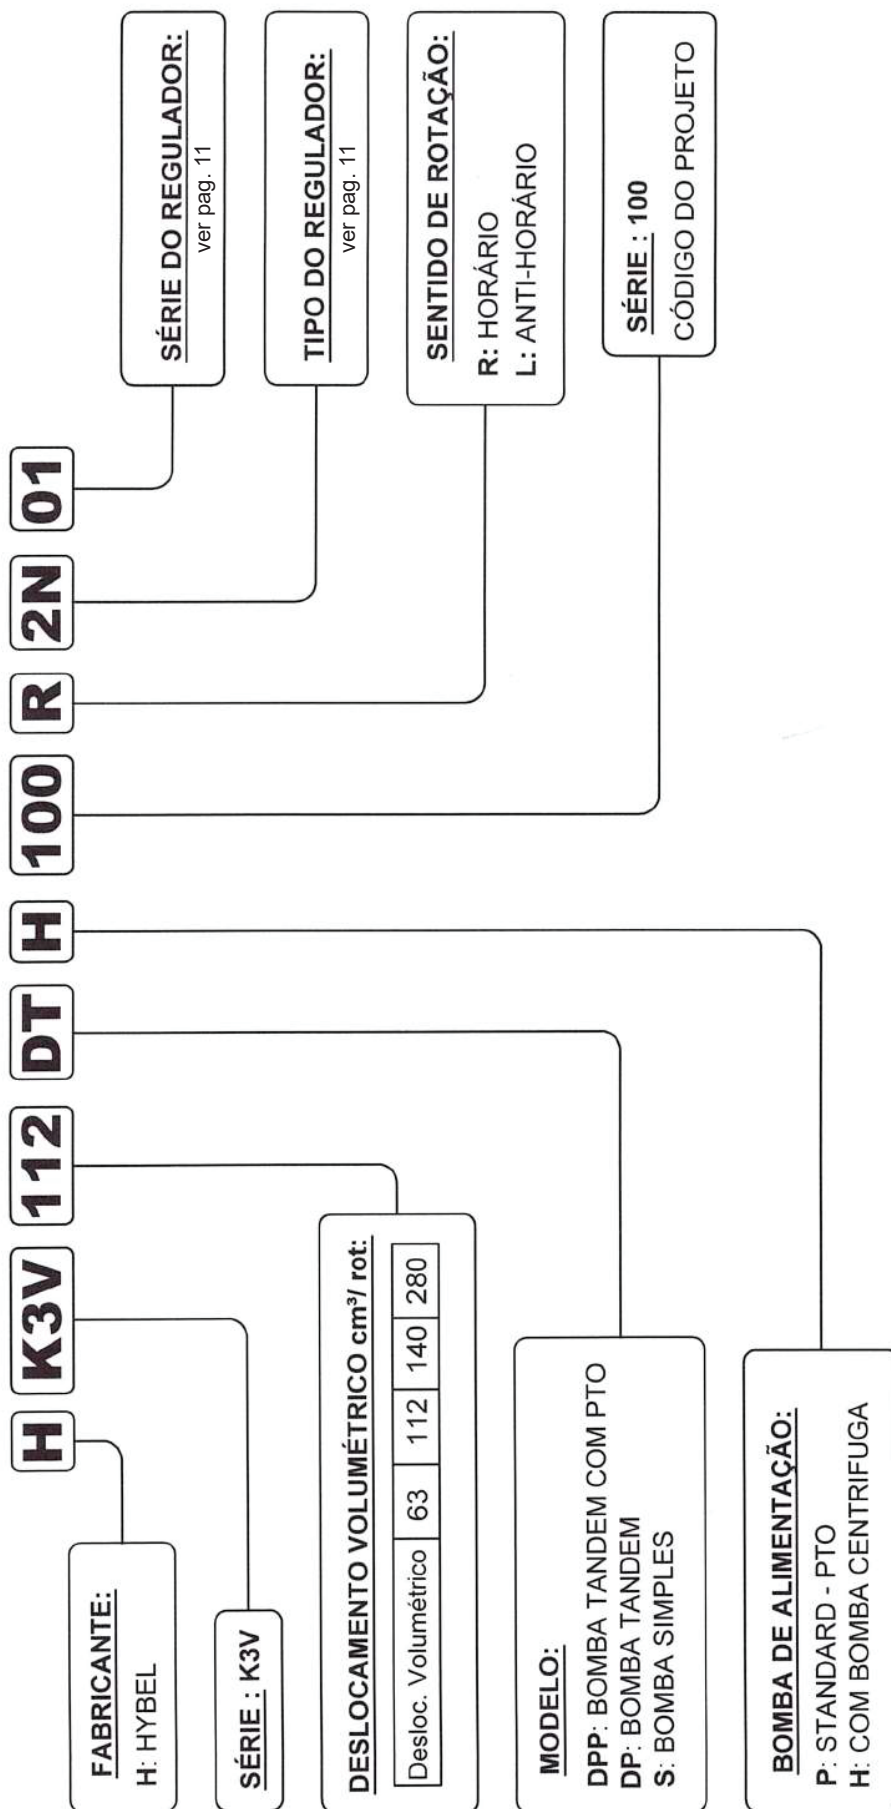 H K3V 112 DT H 100 R 2N 01
FABRICANTE:
H: HYBEL
SÉRIE : K3V
DESLOCAMENTO VOLUMÉTRICO cm³/ rot:
Desloc. Volumétrico 63 112 140 280
MODELO:
DPP: BOMBA TANDEM COM PTO
DP: BOMBA TANDEM
S: BOMBA SIMPLES
BOMBA DE ALIMENTAÇÃO:
P: STANDARD - PTO
H: COM BOMBA CENTRIFUGA
SÉRIE DO REGULADOR:
ver pag. 11
TIPO DO REGULADOR:
ver pag. 11
SENTIDO DE ROTAÇÃO:
R: HORÁRIO
L: ANTI-HORÁRIO
SÉRIE : 100
CÓDIGO DO PROJETO